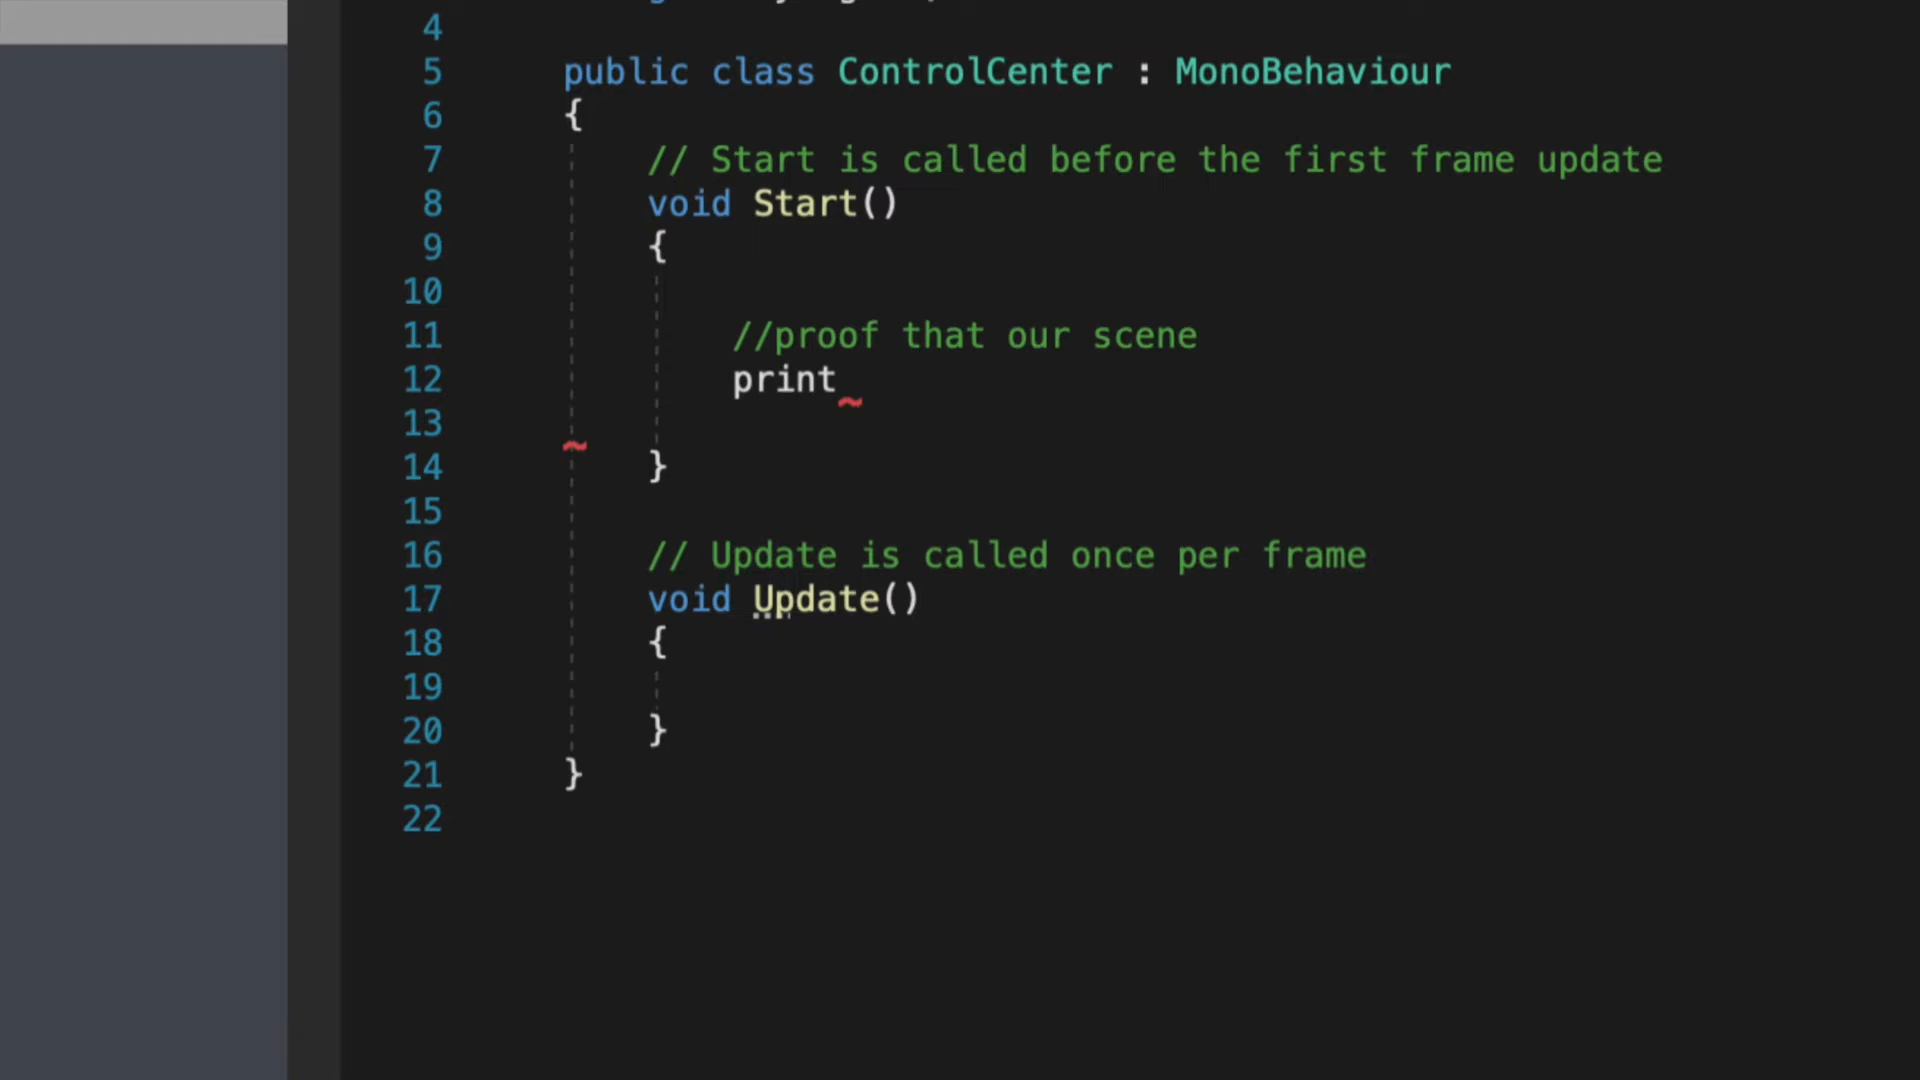 4
5 public class ControlCenter : MonoBehaviour
6 {
7 // Start is called before the first frame update
8 void Start()
9 {
10
11 //proof that our scene
12 print
13
14 }
15
16 // Update is called once per frame
17 void Update()
18 {
19
20 }
21 }
22